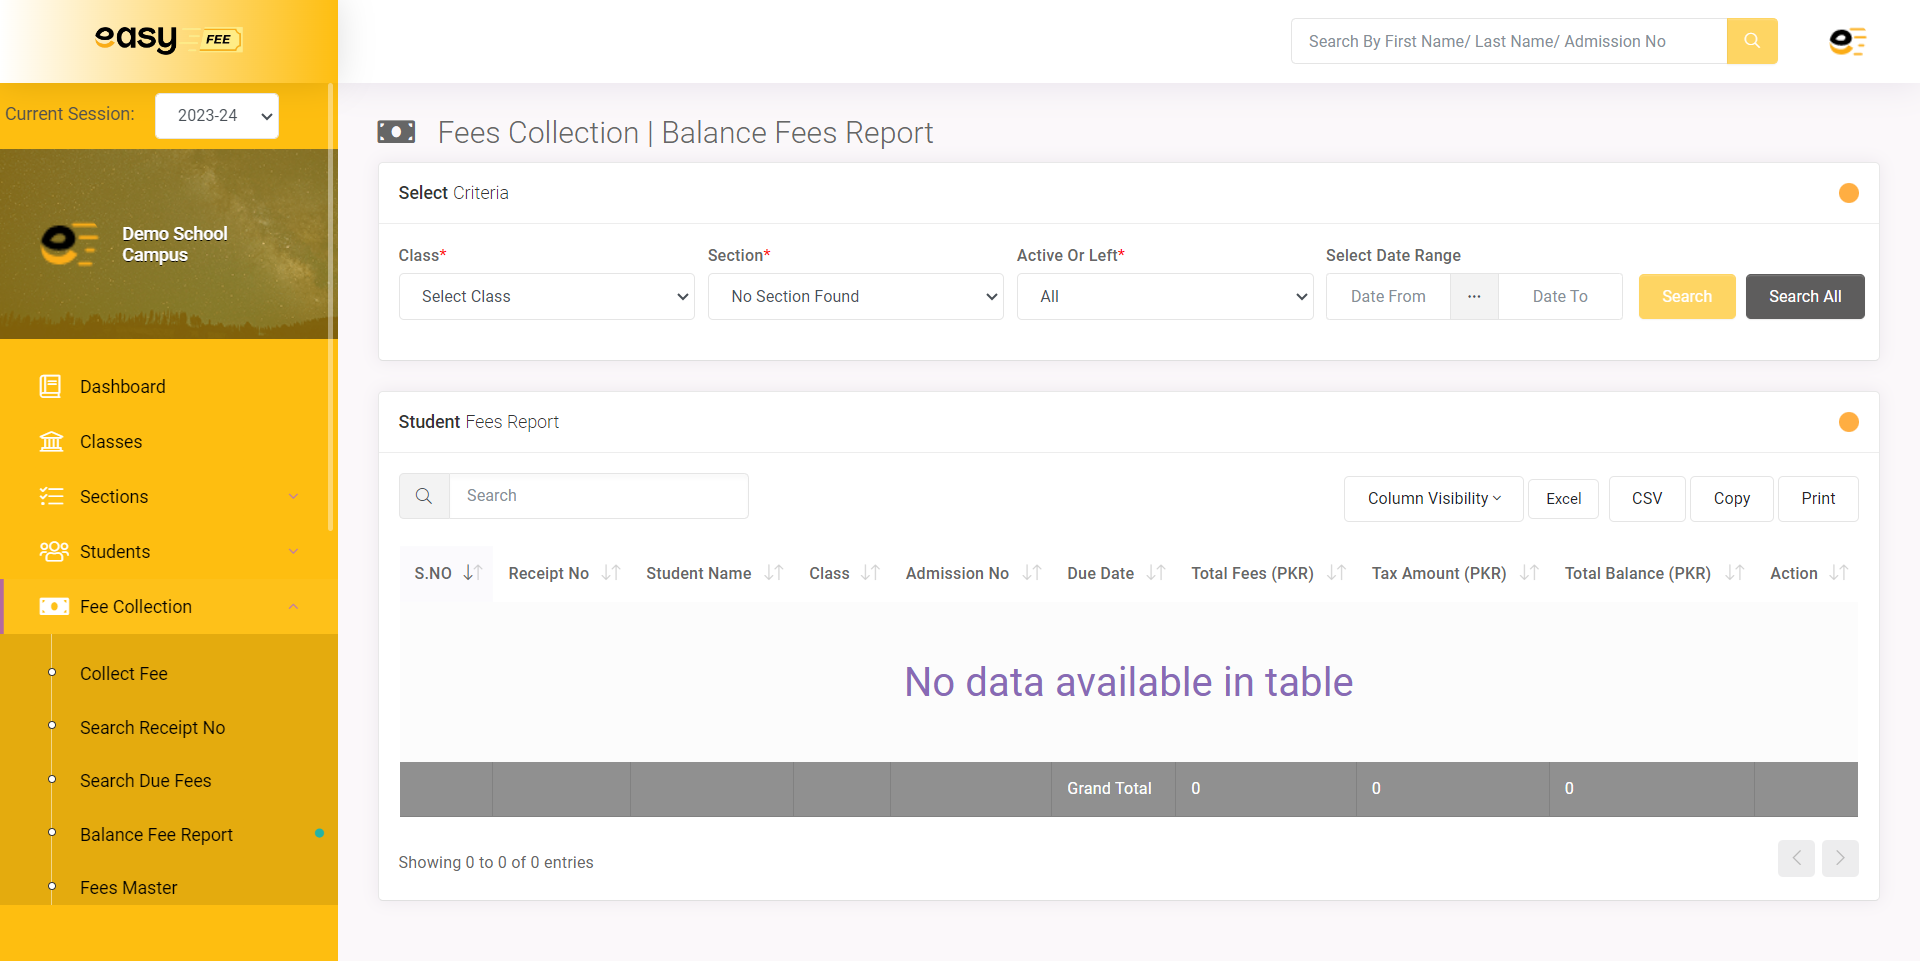 easy FEE
Search By First Name/ Last Name/ Admission No
Current Session: 2023-24
Demo School
Campus
Dashboard
Classes
Sections
Students
Fee Collection
Collect Fee
Search Receipt No
Search Due Fees
Balance Fee Report
Fees Master
Fees Collection | Balance Fees Report
Select Criteria
Class* Section* Active Or Left* Select Date Range
Select Class No Section Found All Date From ... Date To Search Search All
Student Fees Report
Search Column Visibility Excel CSV Copy Print
S.NO Receipt No Student Name Class Admission No Due Date Total Fees (PKR) Tax Amount (PKR) Total Balance (PKR) Action
No data available in table
Grand Total 0 0 0
Showing 0 to 0 of 0 entries